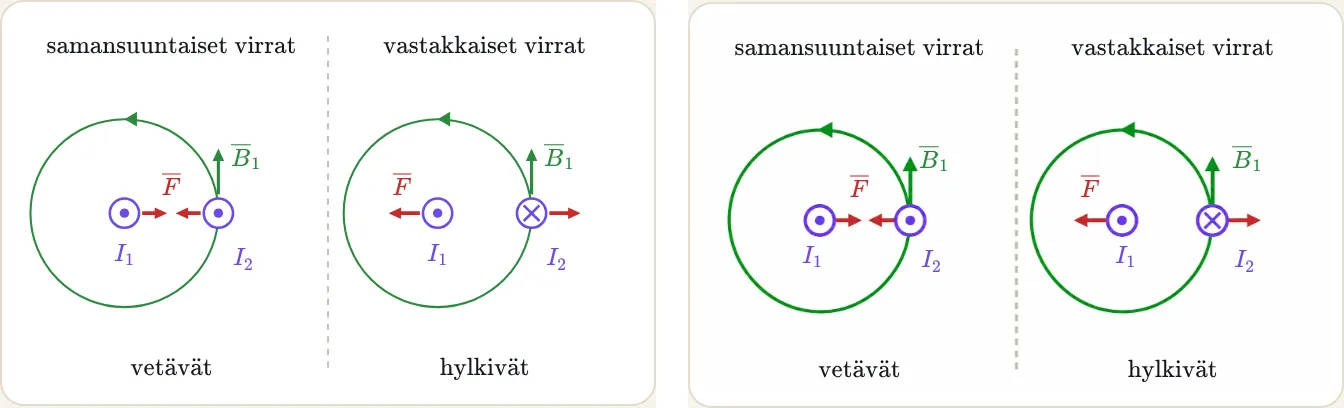 samansuuntaiset virrat
vastakkaiset virrat
B̅₁
B̅₁
F̅
F̅
I₁
I₂
I₁
I₂
vetävät
hylkivät
samansuuntaiset virrat
vastakkaiset virrat
B̅₁
B̅₁
F̅
F̅
I₁
I₂
I₁
I₂
vetävät
hylkivät